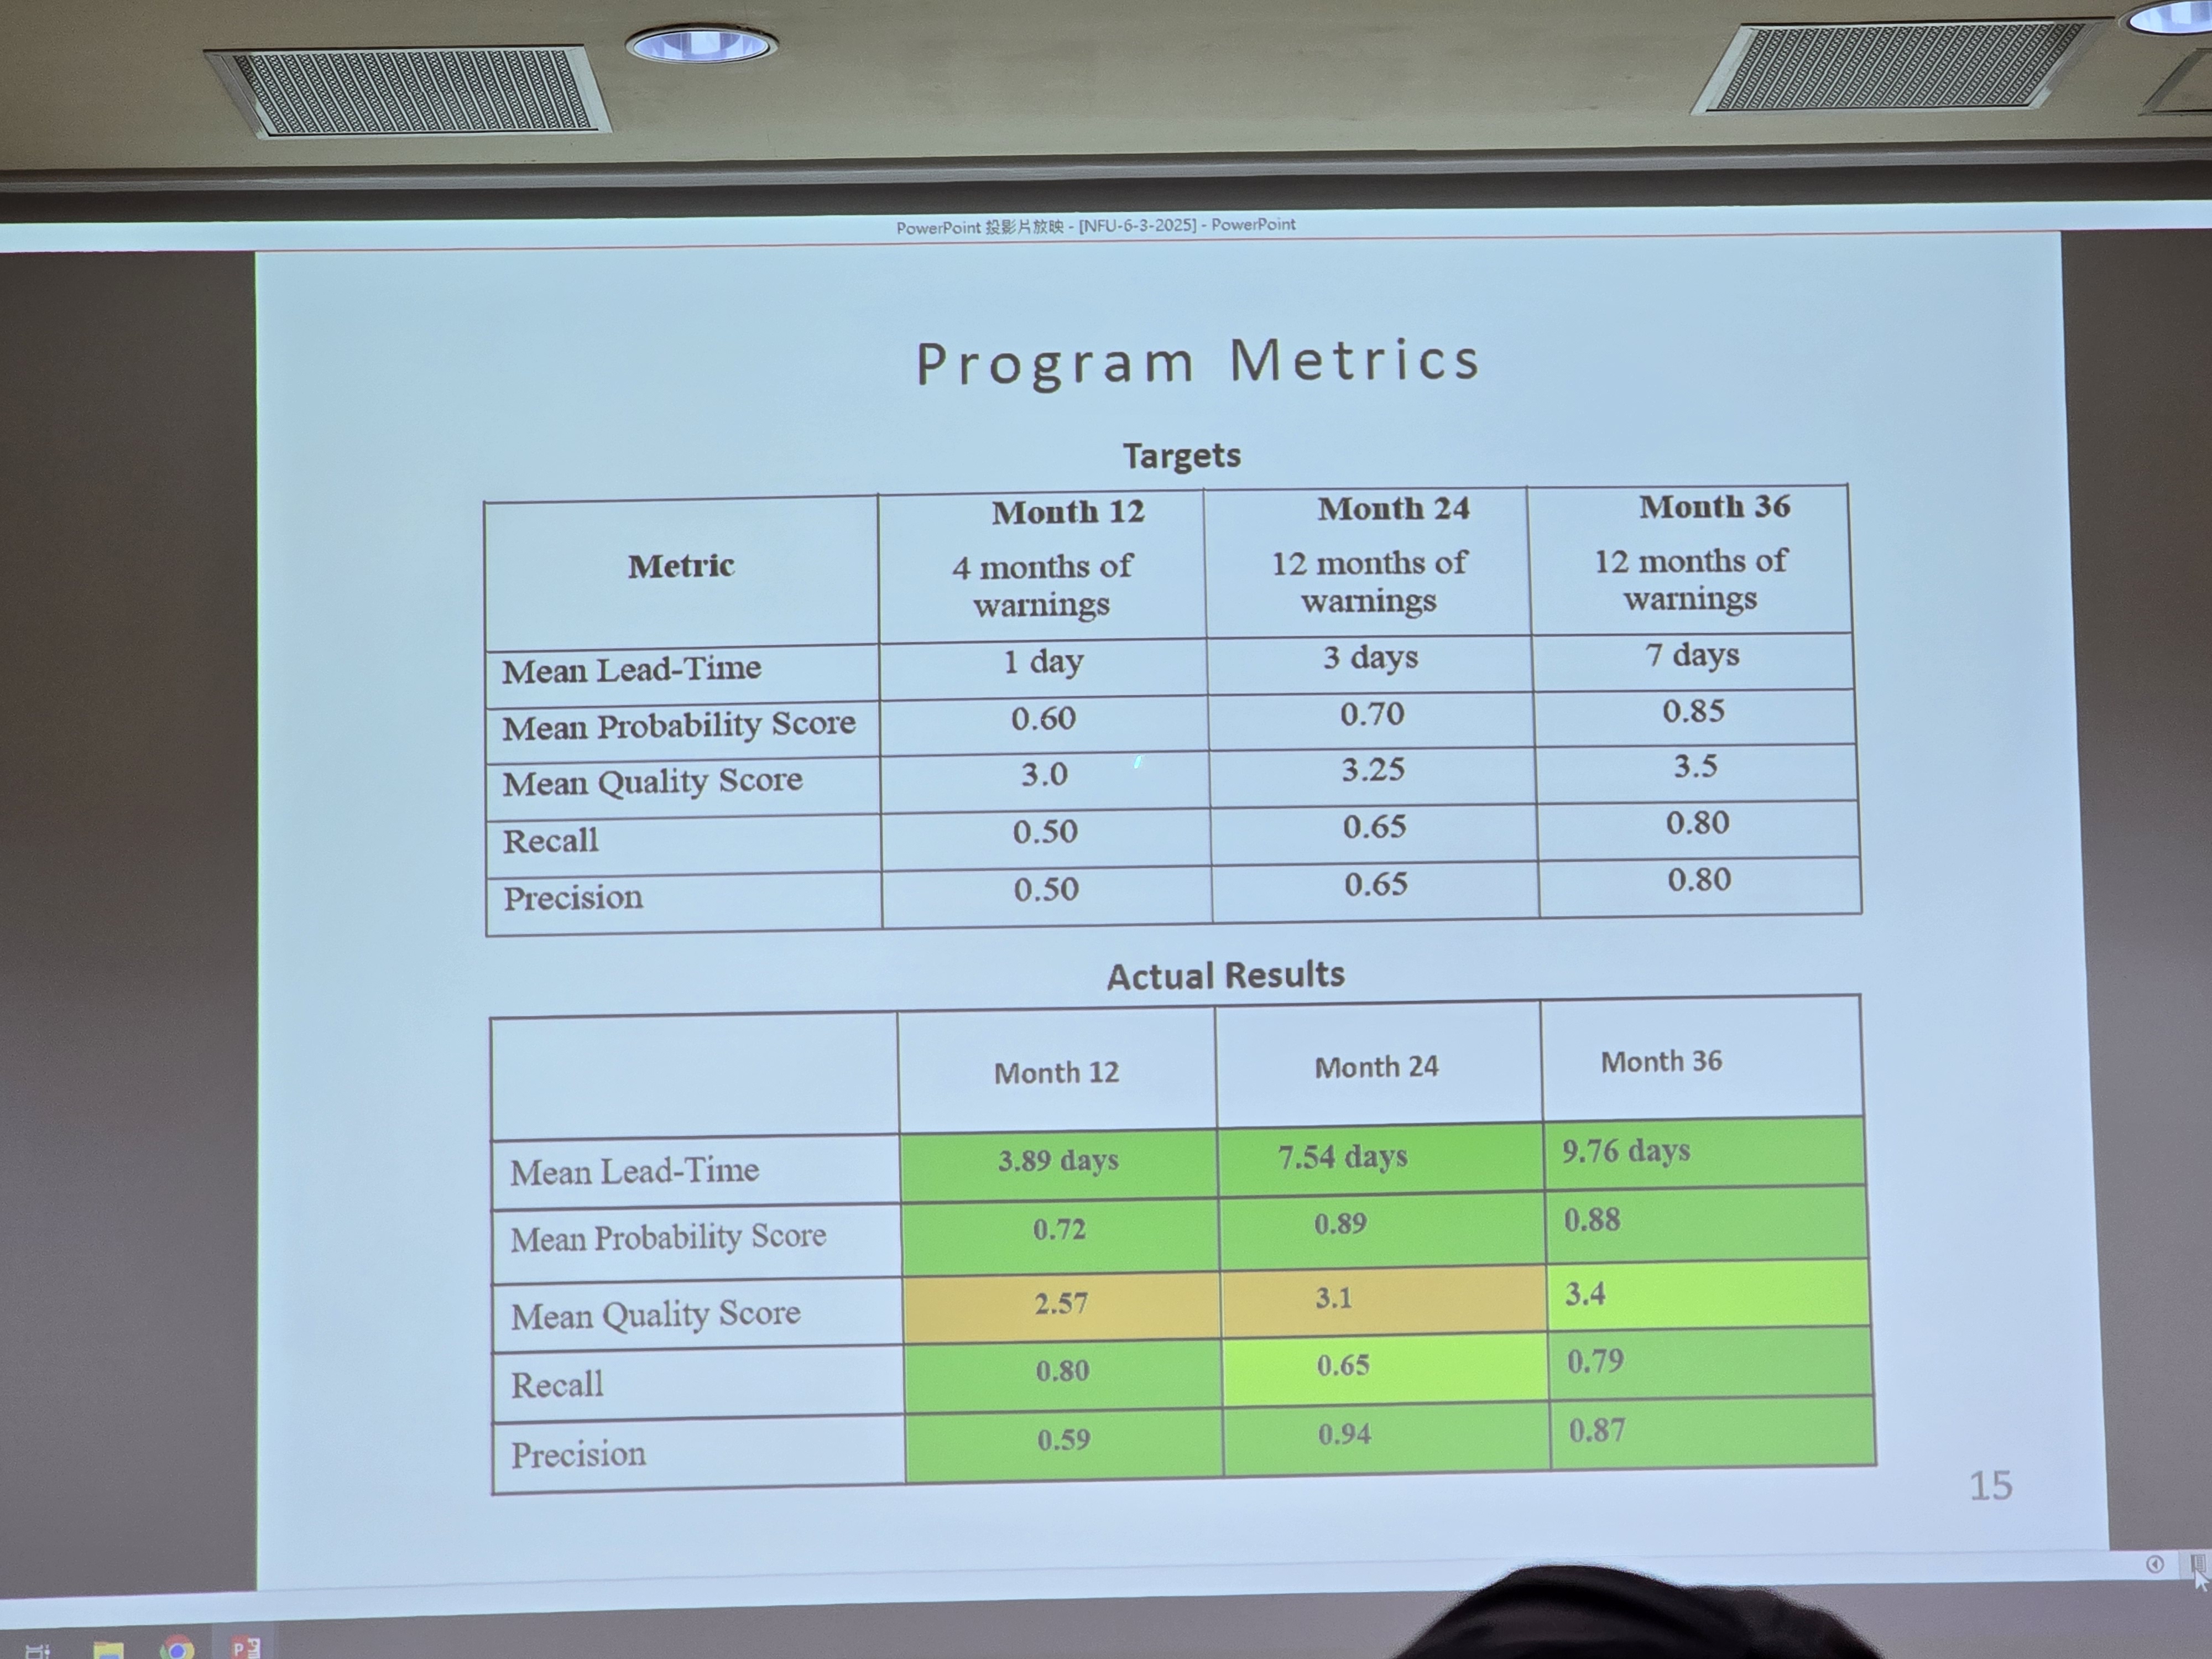 PowerPoint 投影片放映 - [NFU-6-3-2025] - PowerPoint
Program Metrics
Targets
Metric
Month 12
4 months of
warnings
Month 24
12 months of
warnings
Month 36
12 months of
warnings
Mean Lead-Time 1 day 3 days 7 days
Mean Probability Score 0.60 0.70 0.85
Mean Quality Score 3.0 3.25 3.5
Recall 0.50 0.65 0.80
Precision 0.50 0.65 0.80
Actual Results
Month 12 Month 24 Month 36
Mean Lead-Time 3.89 days 7.54 days 9.76 days
Mean Probability Score 0.72 0.89 0.88
Mean Quality Score 2.57 3.1 3.4
Recall 0.80 0.65 0.79
Precision 0.59 0.94 0.87
15